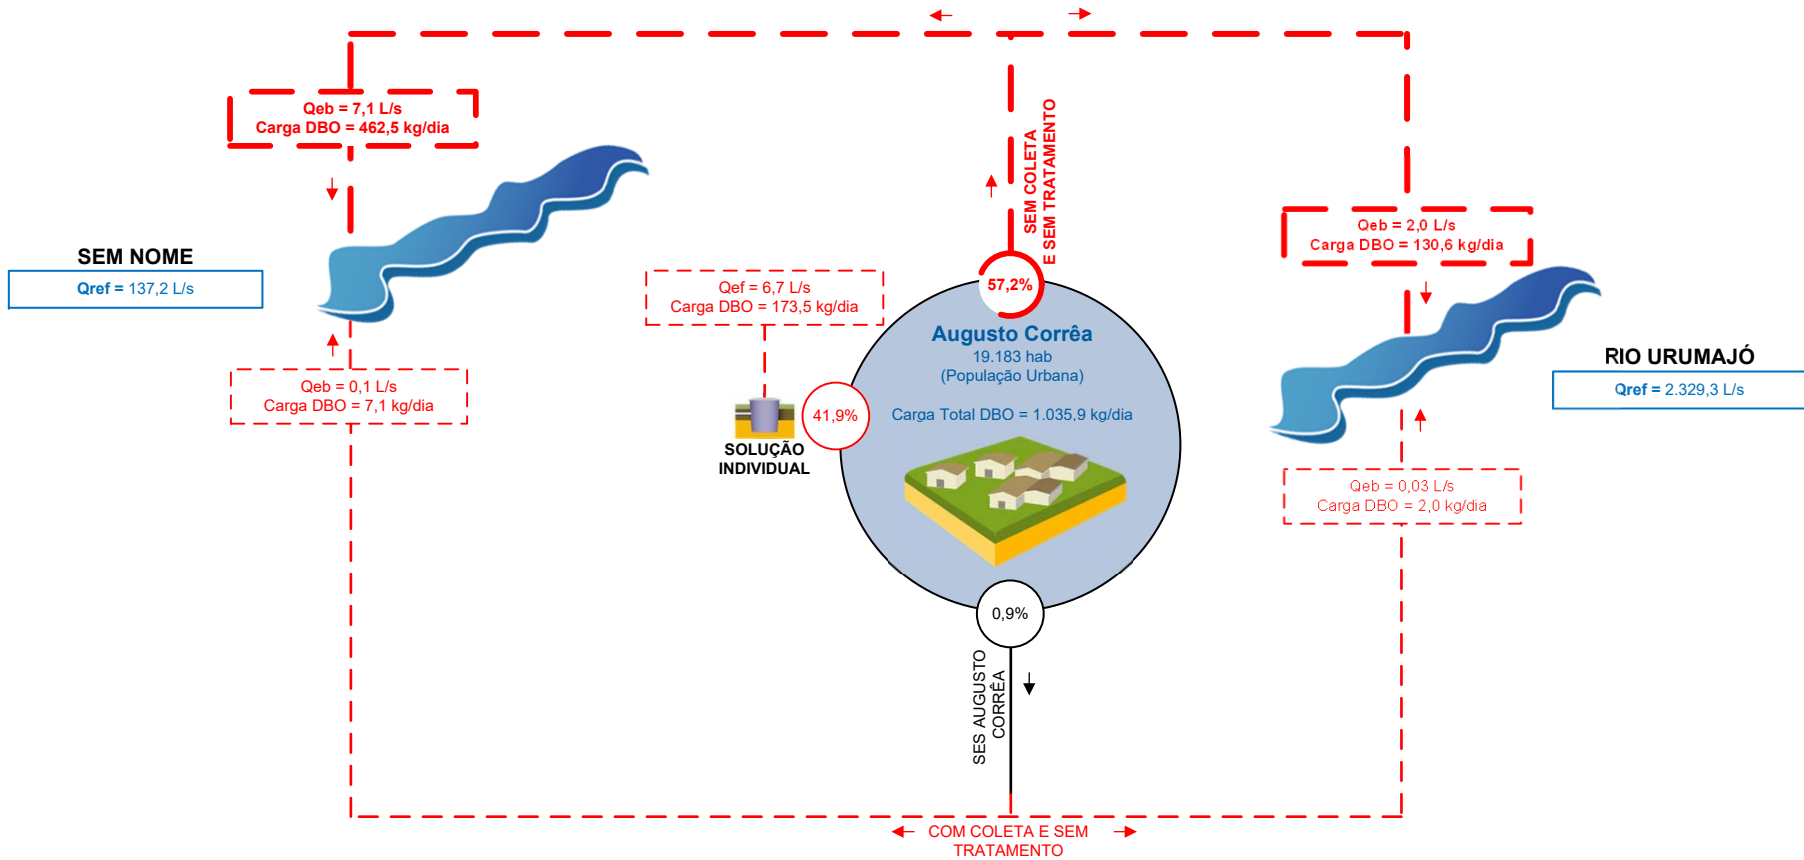 Qeb = 7,1 L/s
Carga DBO = 462,5 kg/dia
SEM NOME
Qref = 137,2 L/s
Qeb = 0,1 L/s
Carga DBO = 7,1 kg/dia
Qef = 6,7 L/s
Carga DBO = 173,5 kg/dia
SOLUÇÃO
INDIVIDUAL
41,9%
SEM COLETA
E SEM TRATAMENTO
57,2%
Augusto Corrêa
19.183 hab
(População Urbana)
Carga Total DBO = 1.035,9 kg/dia
0,9%
SES AUGUSTO
CORRÊA
COM COLETA E SEM
TRATAMENTO
Qeb = 2,0 L/s
Carga DBO = 130,6 kg/dia
RIO URUMAJÓ
Qref = 2.329,3 L/s
Qeb = 0,03 L/s
Carga DBO = 2,0 kg/dia